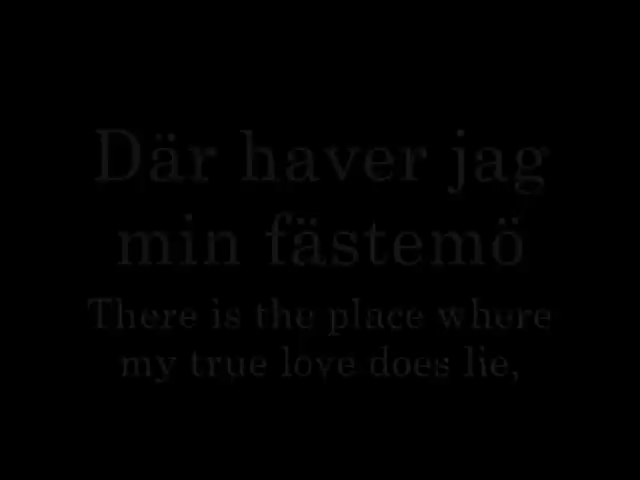 Där haver jag
min fästemö
There is the place where
my true love does lie,